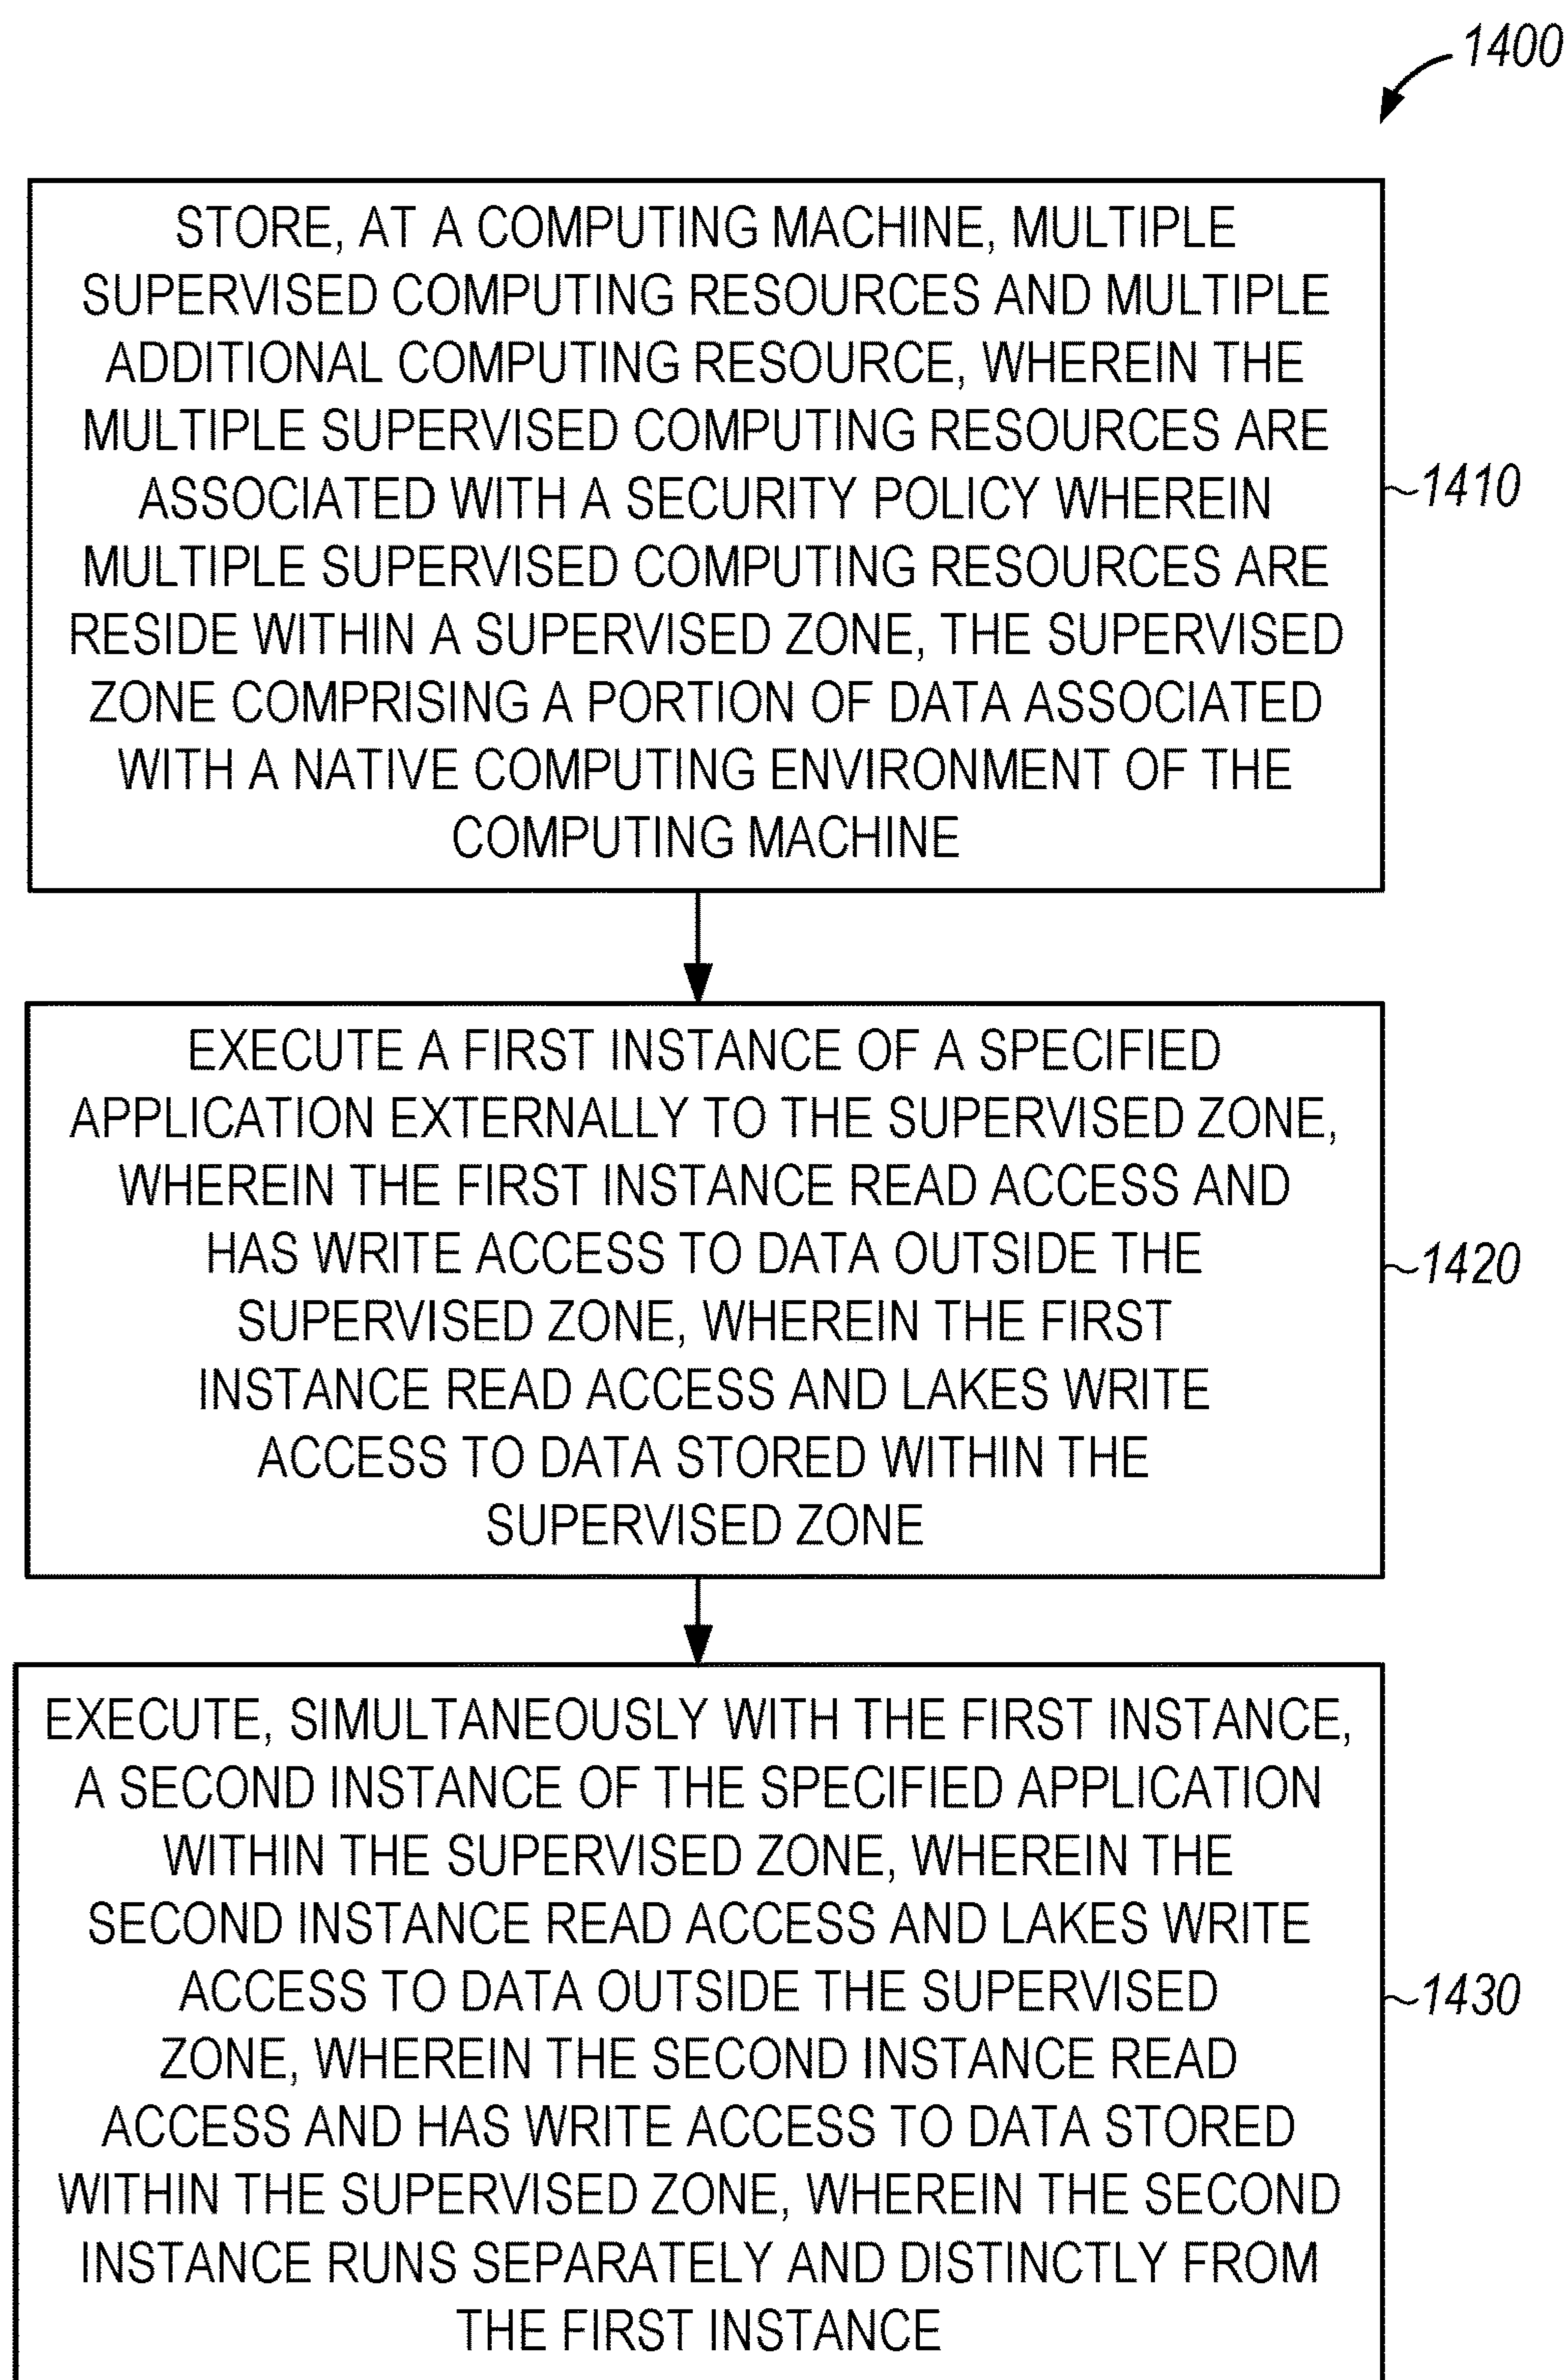 1400
STORE, AT A COMPUTING MACHINE, MULTIPLE
SUPERVISED COMPUTING RESOURCES AND MULTIPLE
ADDITIONAL COMPUTING RESOURCE, WHEREIN THE
MULTIPLE SUPERVISED COMPUTING RESOURCES ARE
ASSOCIATED WITH A SECURITY POLICY WHEREIN
MULTIPLE SUPERVISED COMPUTING RESOURCES ARE
RESIDE WITHIN A SUPERVISED ZONE, THE SUPERVISED
ZONE COMPRISING A PORTION OF DATA ASSOCIATED
WITH A NATIVE COMPUTING ENVIRONMENT OF THE
COMPUTING MACHINE
1410
EXECUTE A FIRST INSTANCE OF A SPECIFIED
APPLICATION EXTERNALLY TO THE SUPERVISED ZONE,
WHEREIN THE FIRST INSTANCE READ ACCESS AND
HAS WRITE ACCESS TO DATA OUTSIDE THE
SUPERVISED ZONE, WHEREIN THE FIRST
INSTANCE READ ACCESS AND LAKES WRITE
ACCESS TO DATA STORED WITHIN THE
SUPERVISED ZONE
1420
EXECUTE, SIMULTANEOUSLY WITH THE FIRST INSTANCE,
A SECOND INSTANCE OF THE SPECIFIED APPLICATION
WITHIN THE SUPERVISED ZONE, WHEREIN THE
SECOND INSTANCE READ ACCESS AND LAKES WRITE
ACCESS TO DATA OUTSIDE THE SUPERVISED
ZONE, WHEREIN THE SECOND INSTANCE READ
ACCESS AND HAS WRITE ACCESS TO DATA STORED
WITHIN THE SUPERVISED ZONE, WHEREIN THE SECOND
INSTANCE RUNS SEPARATELY AND DISTINCTLY FROM
THE FIRST INSTANCE
1430